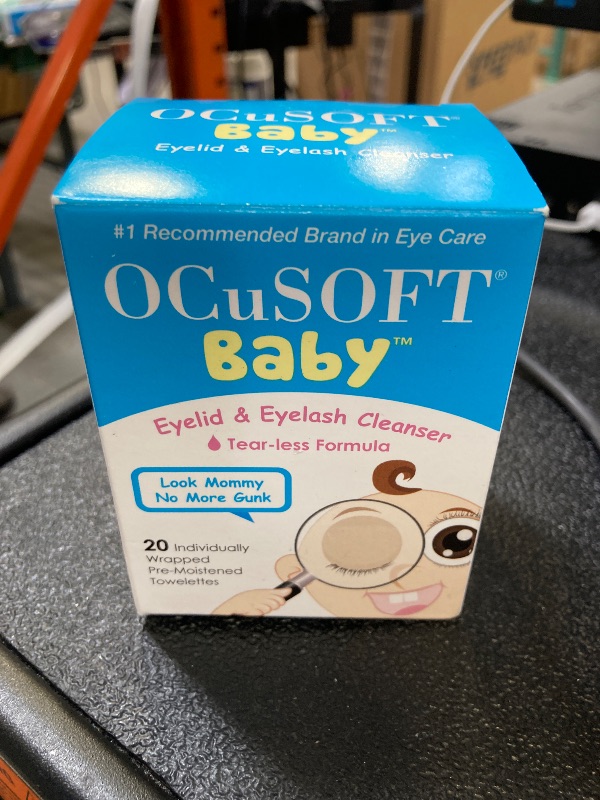 OCuSOFT®
Baby™
Eyelid & Eyelash Cleanser
#1 Recommended Brand in Eye Care
OCuSOFT®
Baby™
Eyelid & Eyelash Cleanser
Tear-less Formula
Look Mommy
No More Gunk
20 Individually
Wrapped
Pre-Moistened
Towelettes